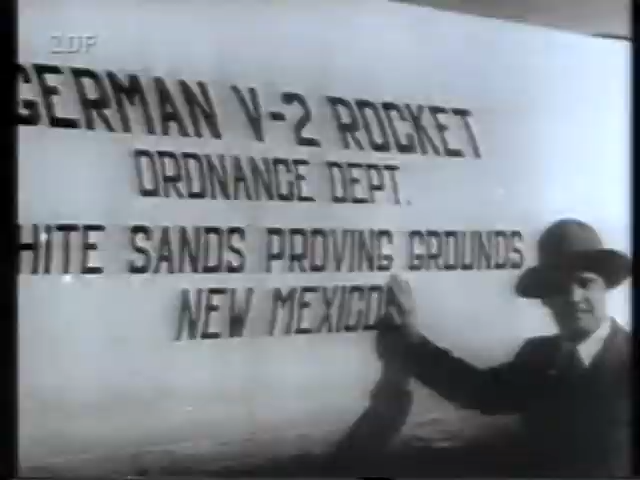 ZDF
GERMAN V-2 ROCKET
ORDNANCE DEPT.
HITE SANDS PROVING GROUNDS
NEW MEXICO